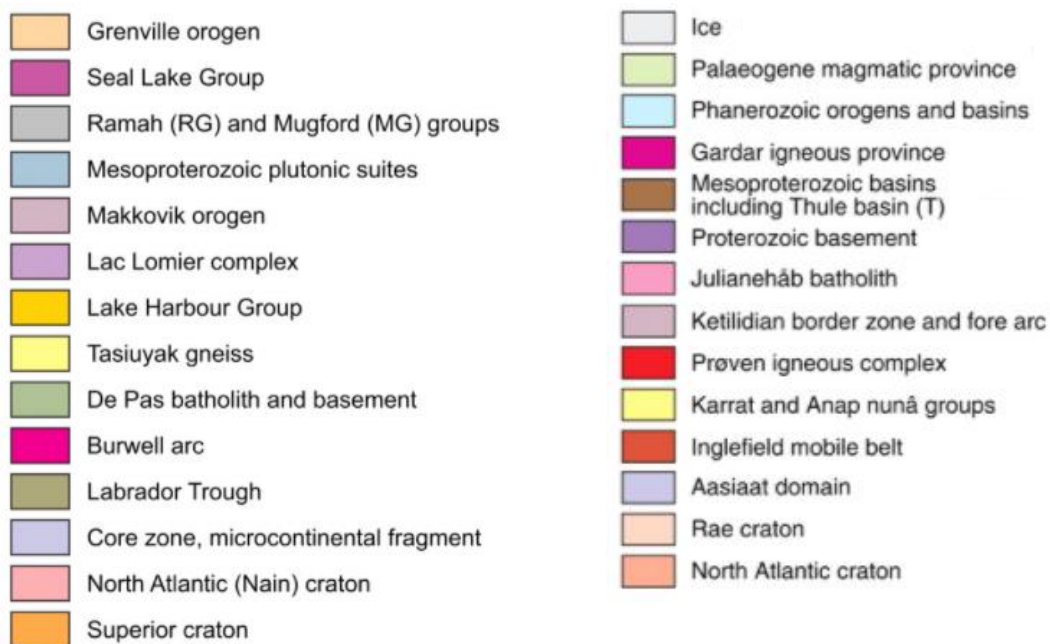 Grenville orogen
Seal Lake Group
Ramah (RG) and Mugford (MG) groups
Mesoproterozoic plutonic suites
Makkovik orogen
Lac Lomier complex
Lake Harbour Group
Tasiuyak gneiss
De Pas batholith and basement
Burwell arc
Labrador Trough
Core zone, microcontinental fragment
North Atlantic (Nain) craton
Superior craton
Ice
Palaeogene magmatic province
Phanerozoic orogens and basins
Gardar igneous province
Mesoproterozoic basins
including Thule basin (T)
Proterozoic basement
Julianehåb batholith
Ketilidian border zone and fore arc
Prøven igneous complex
Karrat and Anap nunâ groups
Inglefield mobile belt
Aasiaat domain
Rae craton
North Atlantic craton